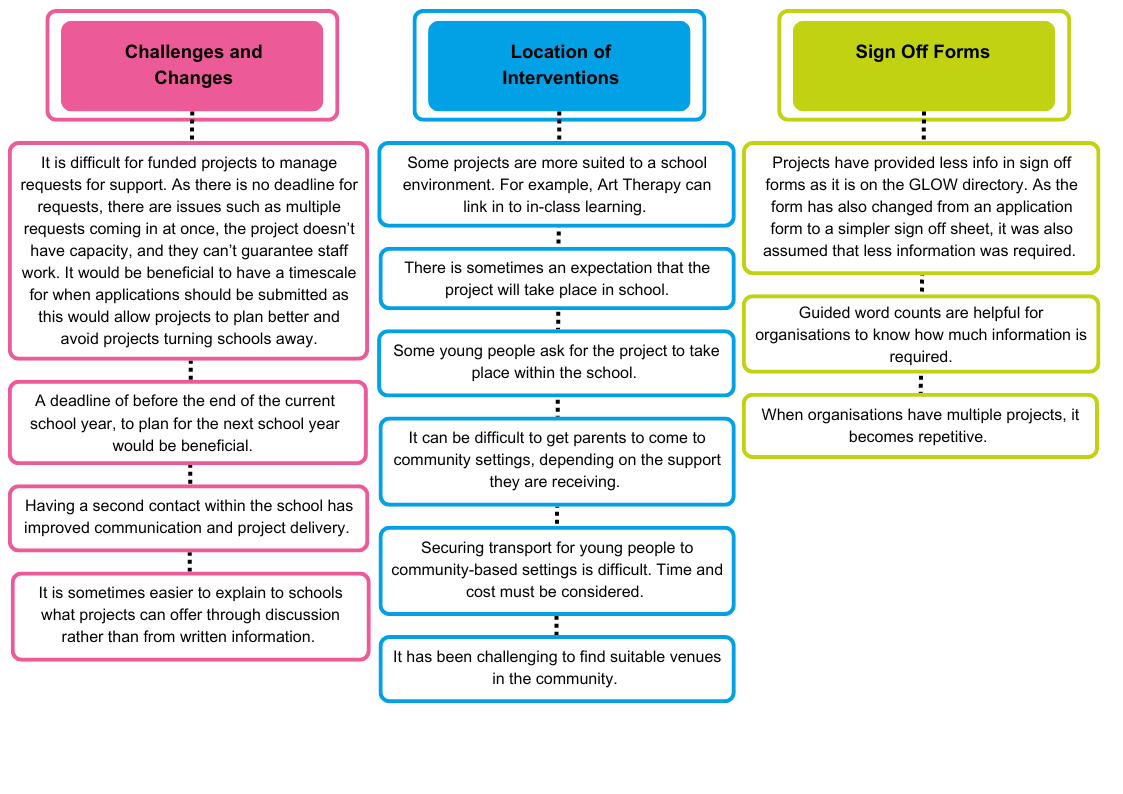 Challenges and
Changes
It is difficult for funded projects to manage
requests for support. As there is no deadline for
requests, there are issues such as multiple
requests coming in at once, the project doesn't
have capacity, and they can't guarantee staff
work. It would be beneficial to have a timescale
for when applications should be submitted as
this would allow projects to plan better and
avoid projects turning schools away.
A deadline of before the end of the current
school year, to plan for the next school year
would be beneficial.
Having a second contact within the school has
improved communication and project delivery.
It is sometimes easier to explain to schools
what projects can offer through discussion
rather than from written information.
Location of
Interventions
Some projects are more suited to a school
environment. For example, Art Therapy can
link in to in-class learning.
There is sometimes an expectation that the
project will take place in school.
Some young people ask for the project to take
place within the school.
It can be difficult to get parents to come to
community settings, depending on the support
they are receiving.
Securing transport for young people to
community-based settings is difficult. Time and
cost must be considered.
It has been challenging to find suitable venues
in the community.
Sign Off Forms
Projects have provided less info in sign off
forms as it is on the GLOW directory. As the
form has also changed from an application
form to a simpler sign off sheet, it was also
assumed that less information was required.
Guided word counts are helpful for
organisations to know how much information is
required.
When organisations have multiple projects, it
becomes repetitive.